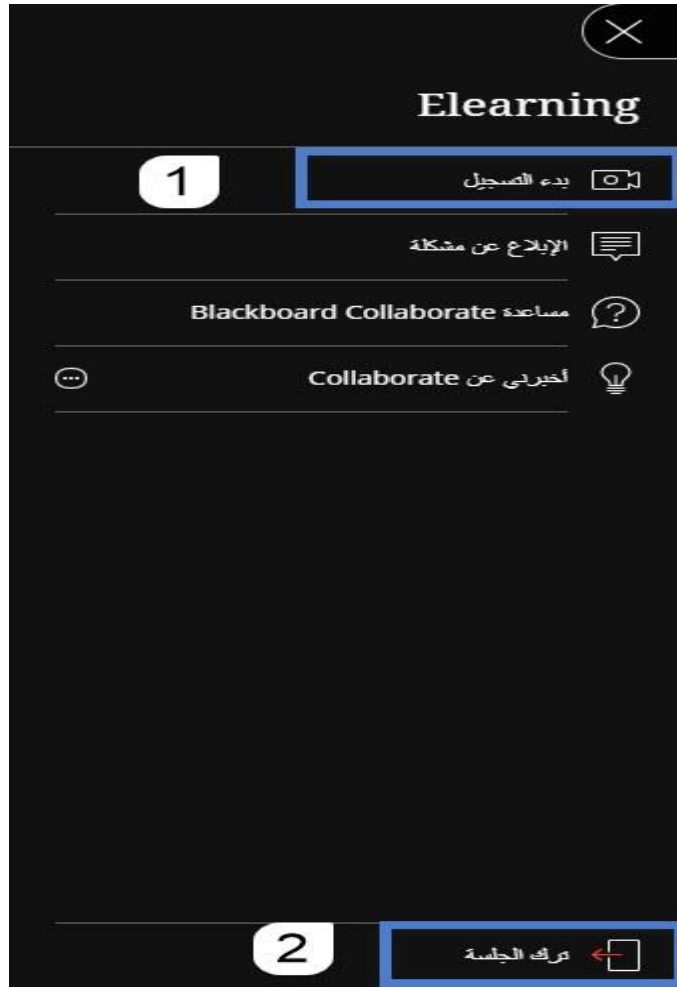 Elearning
بدء التسجيل
1
الإبلاغ عن مشكلة
مساعدة Blackboard Collaborate
أخبرني عن Collaborate
ترك الجلسة
2